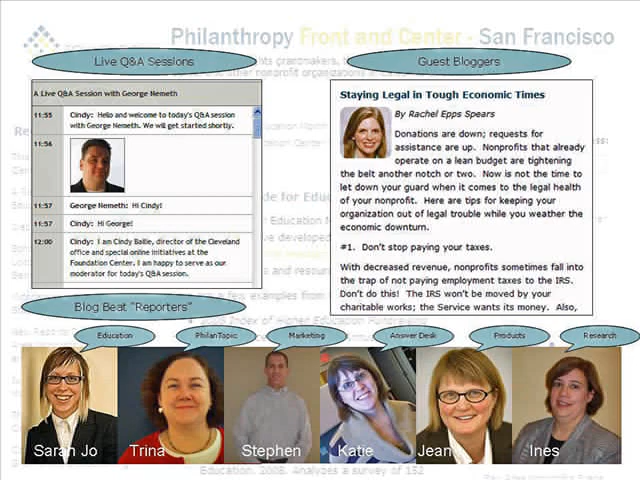 Philanthropy Front and Center - San Francisco
Live Q&A Sessions
Guest Bloggers
A Live Q&A Session with George Nemeth
11:55 Cindy: Hello and welcome to today's Q&A session
with George Nemeth. We will get started shortly.
11:56
11:57 George Nemeth: Hi Cindy!
11:57 Cindy: Hi George!
12:00 Cindy: I am Cindy Bailie, director of the Cleveland
office and special online initiatives at the
Foundation Center. I am happy to serve as our
moderator for today's Q&A session.
Staying Legal in Tough Economic Times
By Rachel Epps Spears
Donations are down; requests for
assistance are up. Nonprofits that already
operate on a lean budget are tightening
the belt another notch or two. Now is not the time to
let down your guard when it comes to the legal health
of your nonprofit. Here are tips for keeping your
organization out of legal trouble while you weather the
economic downturn.
#1. Don't stop paying your taxes.
With decreased revenue, nonprofits sometimes fall into
the trap of not paying employment taxes to the IRS.
Don't do this! The IRS won't be moved by your
charitable works; the Service wants its money. Also,
Blog Beat "Reporters"
Education
PhilanTopic
Marketing
Answer Desk
Products
Research
Sarah Jo
Trina
Stephen
Katie
Jean
Ines
Education, 2008. Analyzes a survey of 152